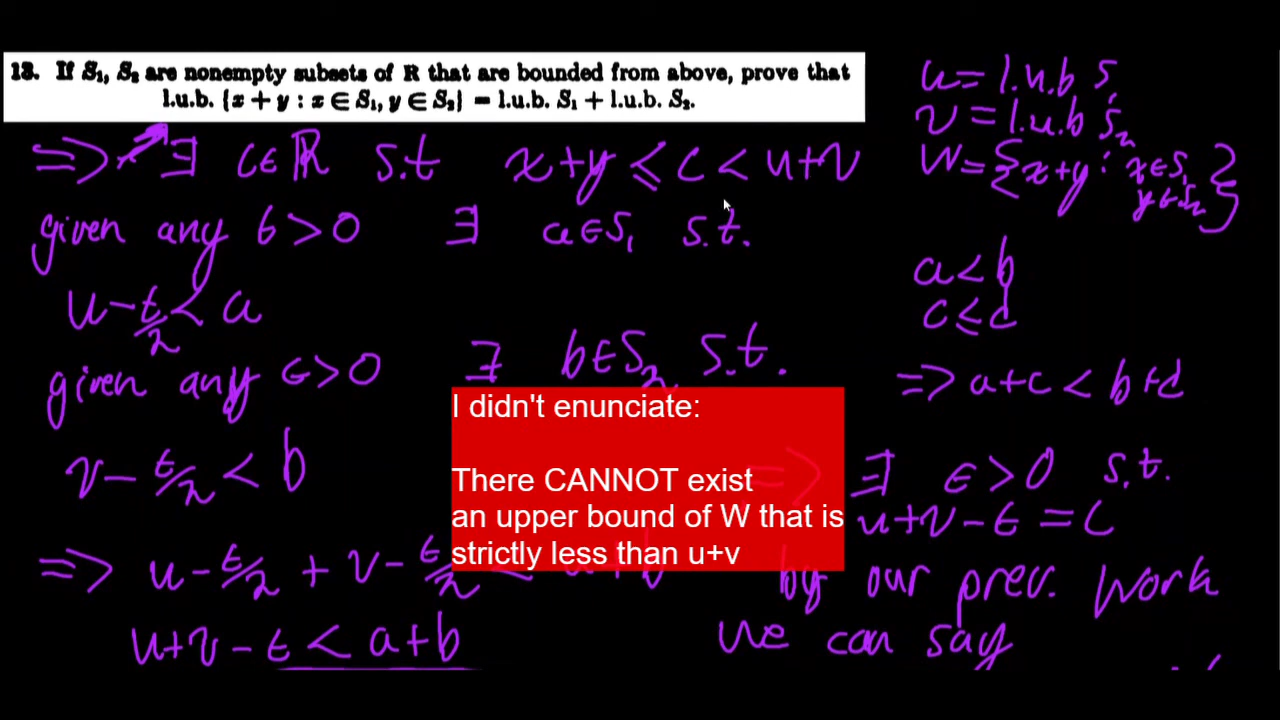 13. If S₁, S₂ are nonempty subsets of R that are bounded from above, prove that
l.u.b. {x + y : x ∈ S₁, y ∈ S₂} = l.u.b. S₁ + l.u.b. S₂.
⇒ ∃ c∈ℝ s.t x+y ≤ c < u+v
given any ϵ>0 ∃ a∈S₁ s.t.
u-ϵ/2 < a
given any ϵ>0 ∃ b∈S₂ s.t.
v-ϵ/2 < b
⇒ u-ϵ/2 + v-ϵ/2 < a+b
u+v-ϵ < a+b
u = l.u.b S₁
v = l.u.b S₂
W = {x+y : x∈S₁
y∈S₂}
a<b
c≤d
⇒ a+c < b+d
⇒ ∃ ϵ>0 s.t.
u+v-ϵ = c
by our prev. work
we can say
I didn't enunciate:
There CANNOT exist
an upper bound of W that is
strictly less than u+v